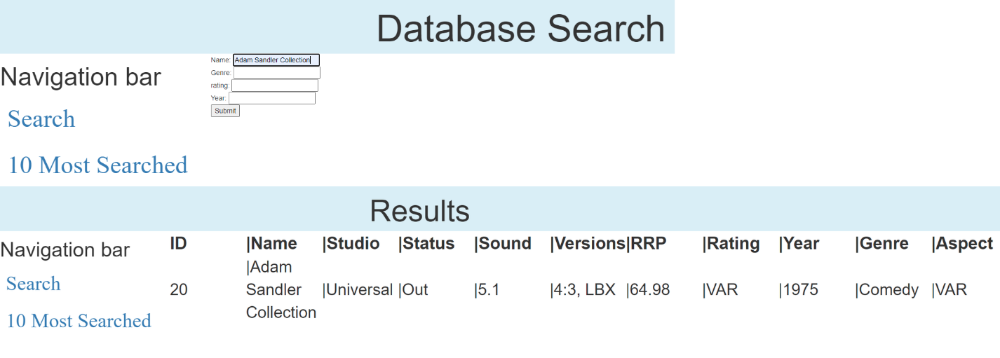 Database Search
Navigation bar
Search
10 Most Searched
Name: Adam Sandler Collection
Genre:
rating:
Year:
Submit
Results
Navigation bar
Search
10 Most Searched
ID |Name |Studio |Status |Sound |Versions|RRP |Rating |Year |Genre |Aspect
|Adam
20 Sandler |Universal |Out |5.1 |4:3, LBX |64.98 |VAR |1975 |Comedy |VAR
Collection